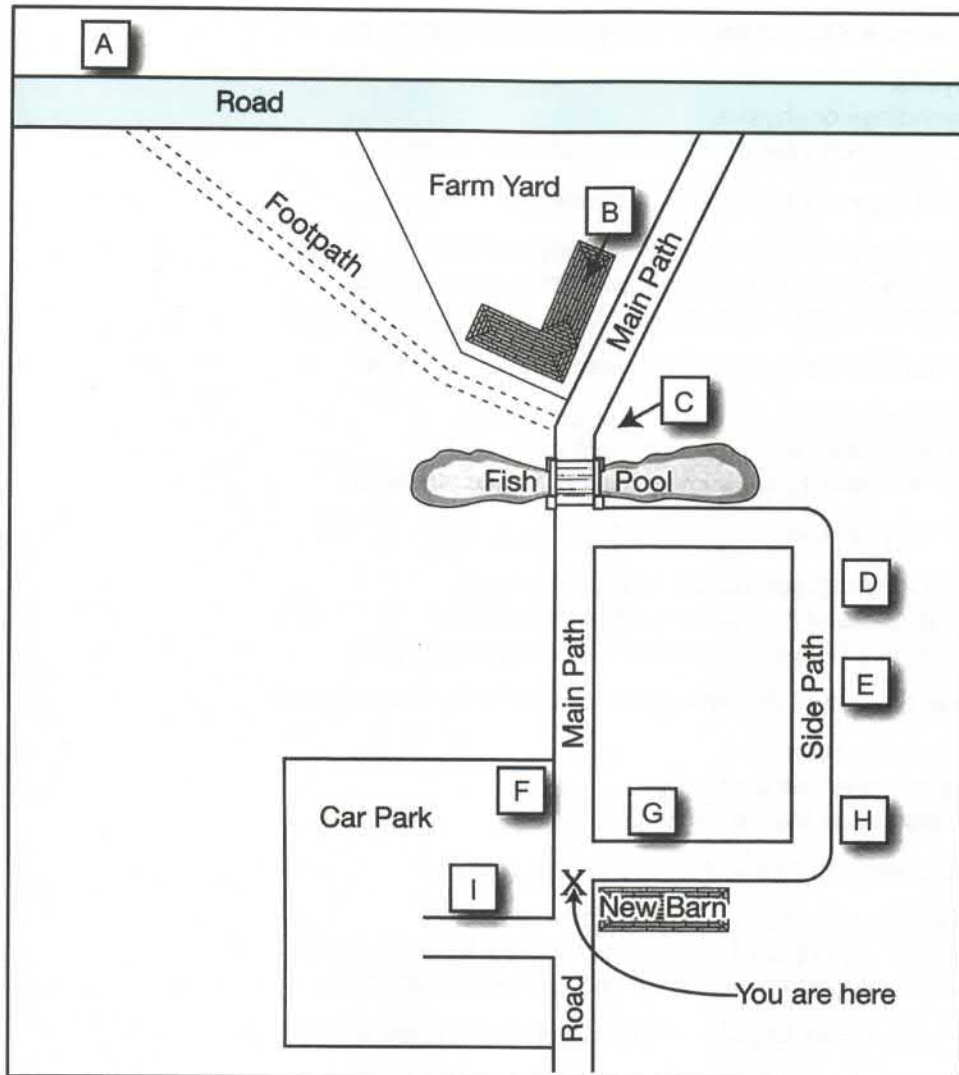 A
Road
Farm Yard
B
Footpath
Main Path
C
Fish Pool
D
Main Path
Side Path
E
F
Car Park
G
H
I
X
New Barn
You are here
Road